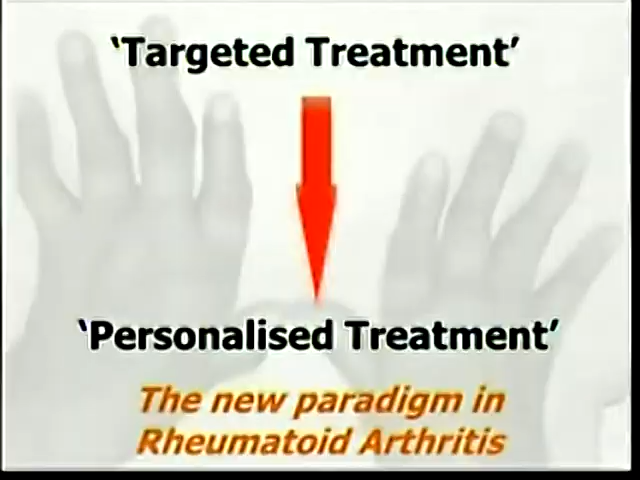 ‘Targeted Treatment’
‘Personalised Treatment’
The new paradigm in
Rheumatoid Arthritis